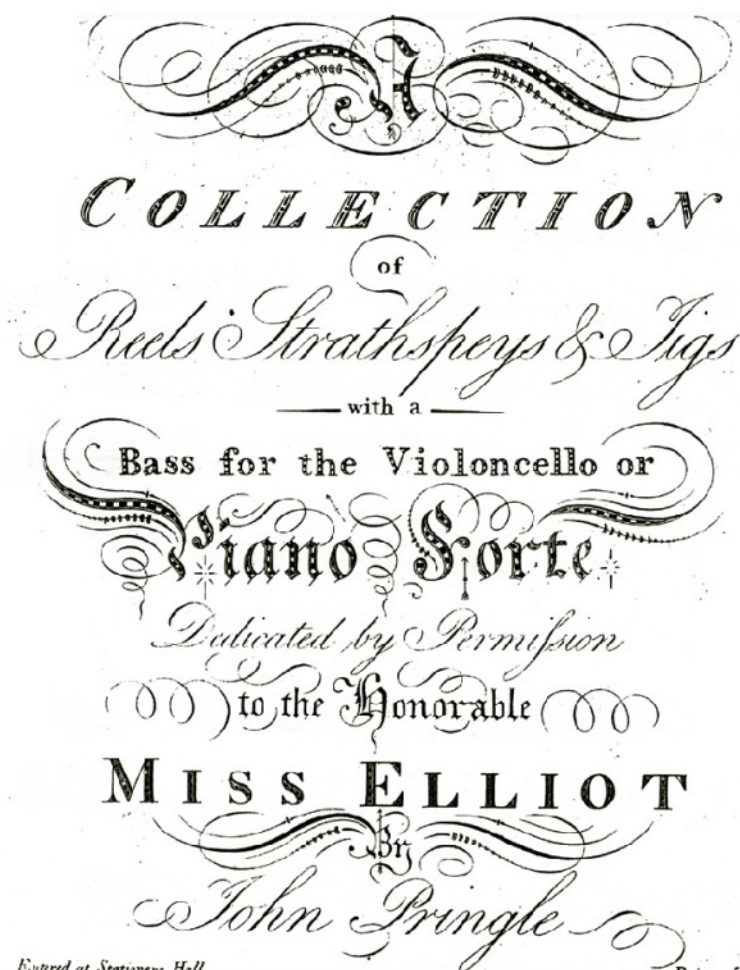 A
COLLECTION
of
Reels Strathspeys & Jigs
with a
Bass for the Violoncello or
Piano Forte
Dedicated by Permiſsion
to the Honorable
MISS ELLIOT
By
John Pringle
Entered at Stationers Hall